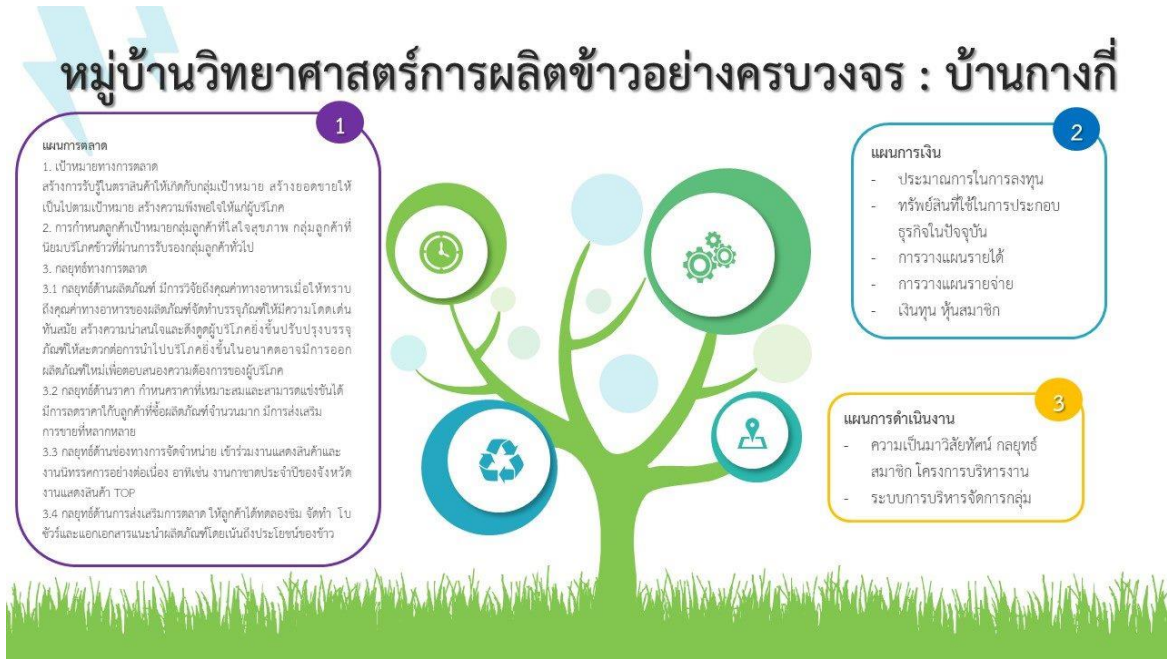 หมู่บ้านวิทยาศาสตร์การผลิตข้าวอย่างครบวงจร : บ้านกางกี่
1
แผนการตลาด
1. เป้าหมายทางการตลาด
สร้างการรับรู้ในตราสินค้าให้เกิดกับกลุ่มเป้าหมาย สร้างยอดขายให้
เป็นไปตามเป้าหมาย สร้างความพึงพอใจให้แก่ผู้บริโภค
2. การกำหนดลูกค้าเป้าหมายกลุ่มลูกค้าที่ใส่ใจสุขภาพ กลุ่มลูกค้าที่
นิยมบริโภคข้าวที่ผ่านการรับรองกลุ่มลูกค้าทั่วไป
3. กลยุทธ์ทางการตลาด
3.1 กลยุทธ์ด้านผลิตภัณฑ์ มีการวิจัยถึงคุณค่าทางอาหารเมื่อให้ทราบ
ถึงคุณค่าทางอาหารของผลิตภัณฑ์จัดทำบรรจุภัณฑ์ให้มีความโดดเด่น
ทันสมัย สร้างความน่าสนใจและดึงดูดผู้บริโภคยิ่งขึ้นปรับปรุงบรรจุ
ภัณฑ์ให้สะดวกต่อการนำไปบริโภคยิ่งขึ้นในอนาคตอาจมีการออก
ผลิตภัณฑ์ใหม่เพื่อตอบสนองความต้องการของผู้บริโภค
3.2 กลยุทธ์ด้านราคา กำหนดราคาที่เหมาะสมและสามารถแข่งขันได้
มีการลดราคาให้กับลูกค้าที่ซื้อผลิตภัณฑ์จำนวนมาก มีการส่งเสริม
การขายที่หลากหลาย
3.3 กลยุทธ์ด้านช่องทางการจัดจำหน่าย เข้าร่วมงานแสดงสินค้าและ
งานนิทรรศการอย่างต่อเนื่อง อาทิเช่น งานกาชาดประจำปีของจังหวัด
งานแสดงสินค้า TOP
3.4 กลยุทธ์ด้านการส่งเสริมการตลาด ให้ลูกค้าได้ทดลองชิม จัดทำ โบ
ชัวร์และแจกเอกสารแนะนำผลิตภัณฑ์โดยเน้นถึงประโยชน์ของข้าว
2
แผนการเงิน
- ประมาณการในการลงทุน
- ทรัพย์สินที่ใช้ในการประกอบ
ธุรกิจในปัจจุบัน
- การวางแผนรายได้
- การวางแผนรายจ่าย
- เงินทุน หุ้นสมาชิก
3
แผนการดำเนินงาน
- ความเป็นมาวิสัยทัศน์ กลยุทธ์
สมาชิก โครงการบริหารงาน
- ระบบการบริหารจัดการกลุ่ม